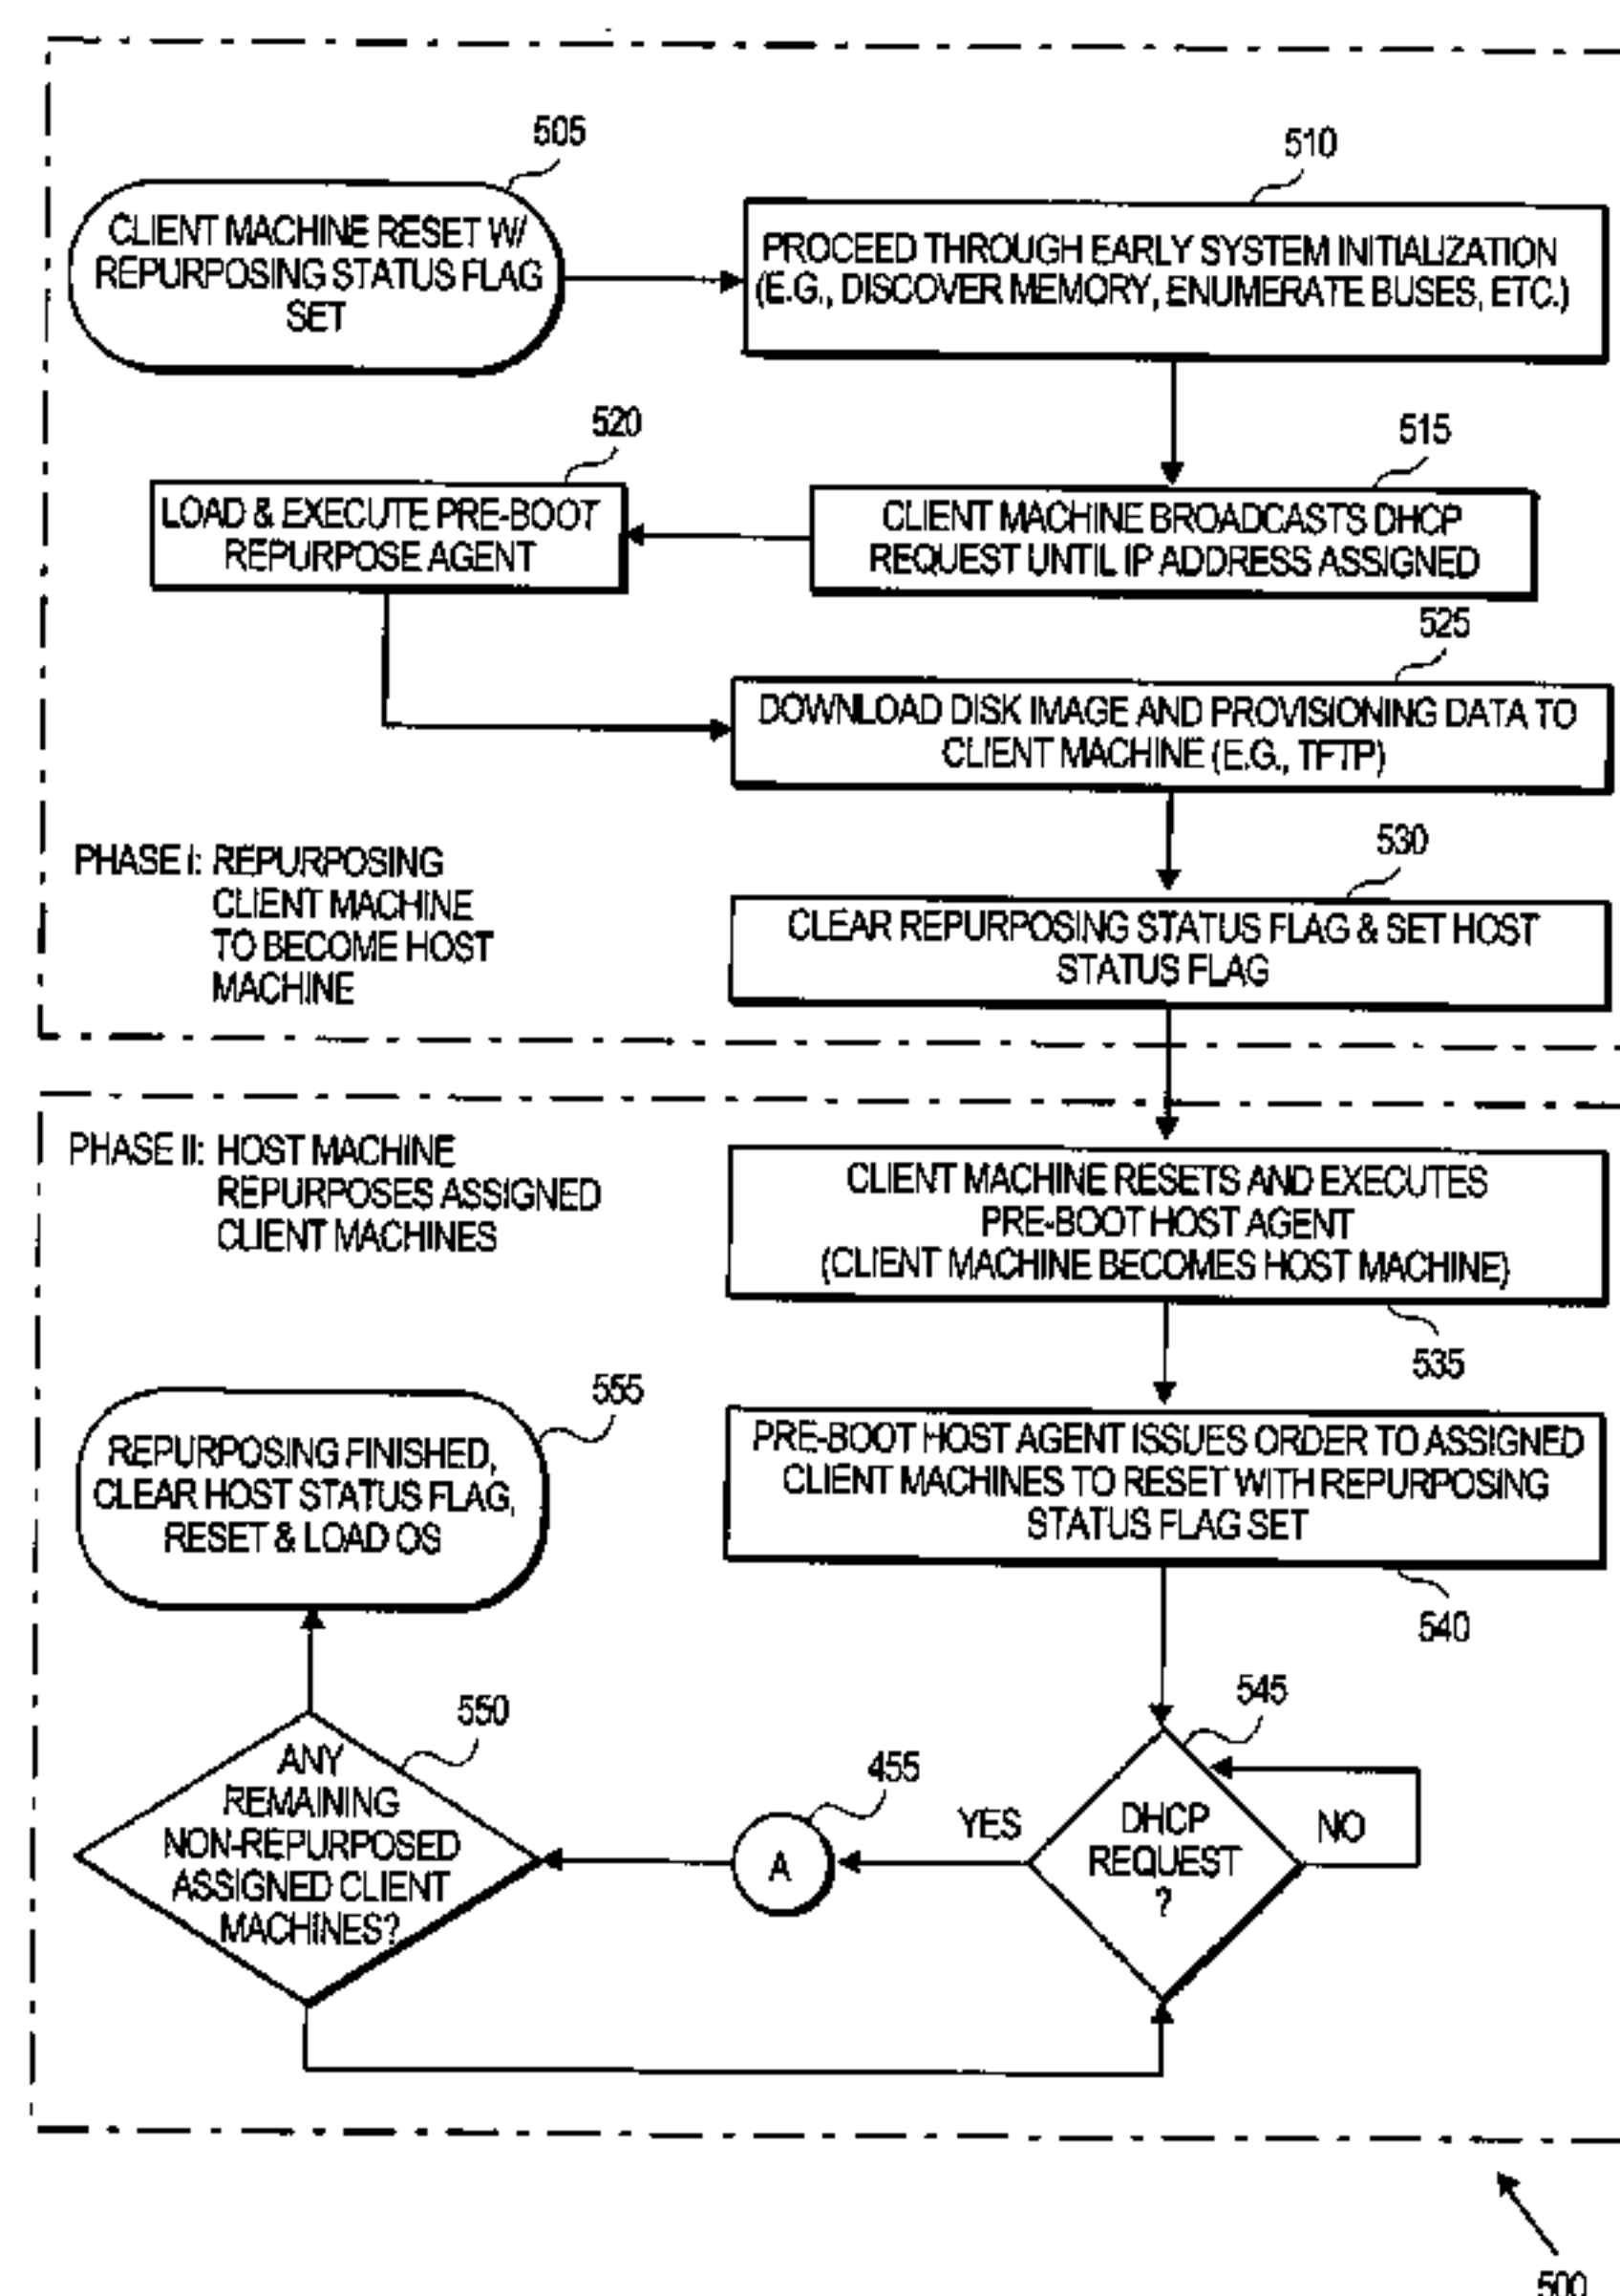 505
CLIENT MACHINE RESET W/
REPURPOSING STATUS FLAG
SET
510
PROCEED THROUGH EARLY SYSTEM INITIALIZATION
(E.G., DISCOVER MEMORY, ENUMERATE BUSES, ETC.)
515
CLIENT MACHINE BROADCASTS DHCP
REQUEST UNTIL IP ADDRESS ASSIGNED
520
LOAD & EXECUTE PRE-BOOT
REPURPOSE AGENT
525
DOWNLOAD DISK IMAGE AND PROVISIONING DATA TO
CLIENT MACHINE (E.G., TFTP)
530
CLEAR REPURPOSING STATUS FLAG & SET HOST
STATUS FLAG
PHASE I: REPURPOSING
CLIENT MACHINE
TO BECOME HOST
MACHINE
PHASE II: HOST MACHINE
REPURPOSES ASSIGNED
CLIENT MACHINES
CLIENT MACHINE RESETS AND EXECUTES
PRE-BOOT HOST AGENT
(CLIENT MACHINE BECOMES HOST MACHINE)
535
PRE-BOOT HOST AGENT ISSUES ORDER TO ASSIGNED
CLIENT MACHINES TO RESET WITH REPURPOSING
STATUS FLAG SET
540
545
DHCP
REQUEST
?
NO
YES
455
A
550
ANY
REMAINING
NON-REPURPOSED
ASSIGNED CLIENT
MACHINES?
555
REPURPOSING FINISHED,
CLEAR HOST STATUS FLAG,
RESET & LOAD OS
500